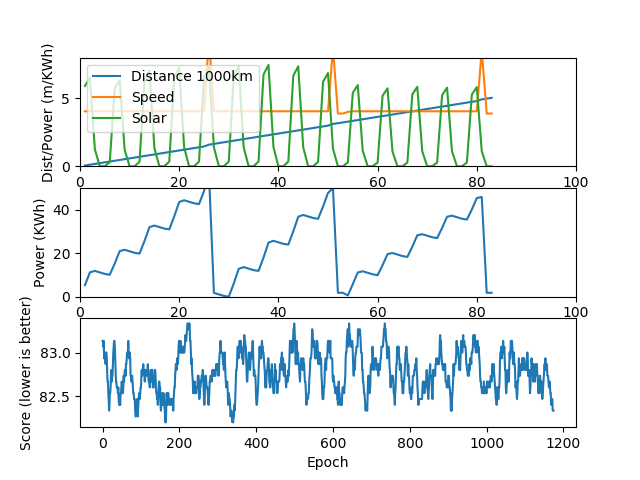 Dist/Power (m/KWh)
5
0
Distance 1000km
Speed
Solar
0 20 40 60 80 100
Power (KWh)
40
20
0
0 20 40 60 80 100
Score (lower is better)
83.0
82.5
0 200 400 600 800 1000 1200
Epoch